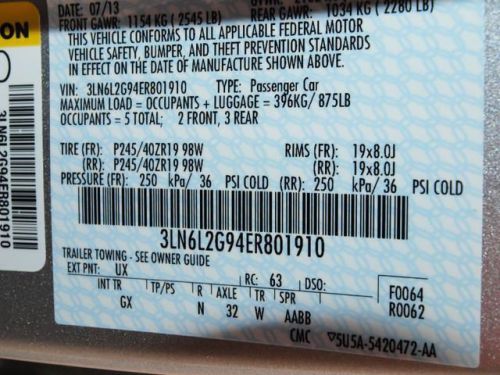 DATE: 07/13
FRONT GAWR: 1154 KG ( 2545 LB)
REAR GAWR: 1034 KG ( 2280 LB)
THIS VEHICLE CONFORMS TO ALL APPLICABLE FEDERAL MOTOR
VEHICLE SAFETY, BUMPER, AND THEFT PREVENTION STANDARDS
IN EFFECT ON THE DATE OF MANUFACTURE SHOWN ABOVE.
VIN: 3LN6L2G94ER801910 TYPE: Passenger Car
MAXIMUM LOAD = OCCUPANTS + LUGGAGE = 396KG/ 875LB
OCCUPANTS = 5 TOTAL: 2 FRONT, 3 REAR
TIRE (FR): P245/40ZR19 98W RIMS (FR): 19x8.0J
(RR): P245/40ZR19 98W (RR): 19x8.0J
PRESSURE (FR): 250 kPa/ 36 PSI COLD
(RR): 250 kPa/ 36 PSI COLD
3LN6L2G94ER801910
TRAILER TOWING - SEE OWNER GUIDE
EXT PNT: UX RC: 63 DSO: F0064
INT TR TP/PS R AXLE TR SPR R0062
GX N 32 W AABB
CMC ▽5U5A-5420472-AA
3LN6L2G94ER801910